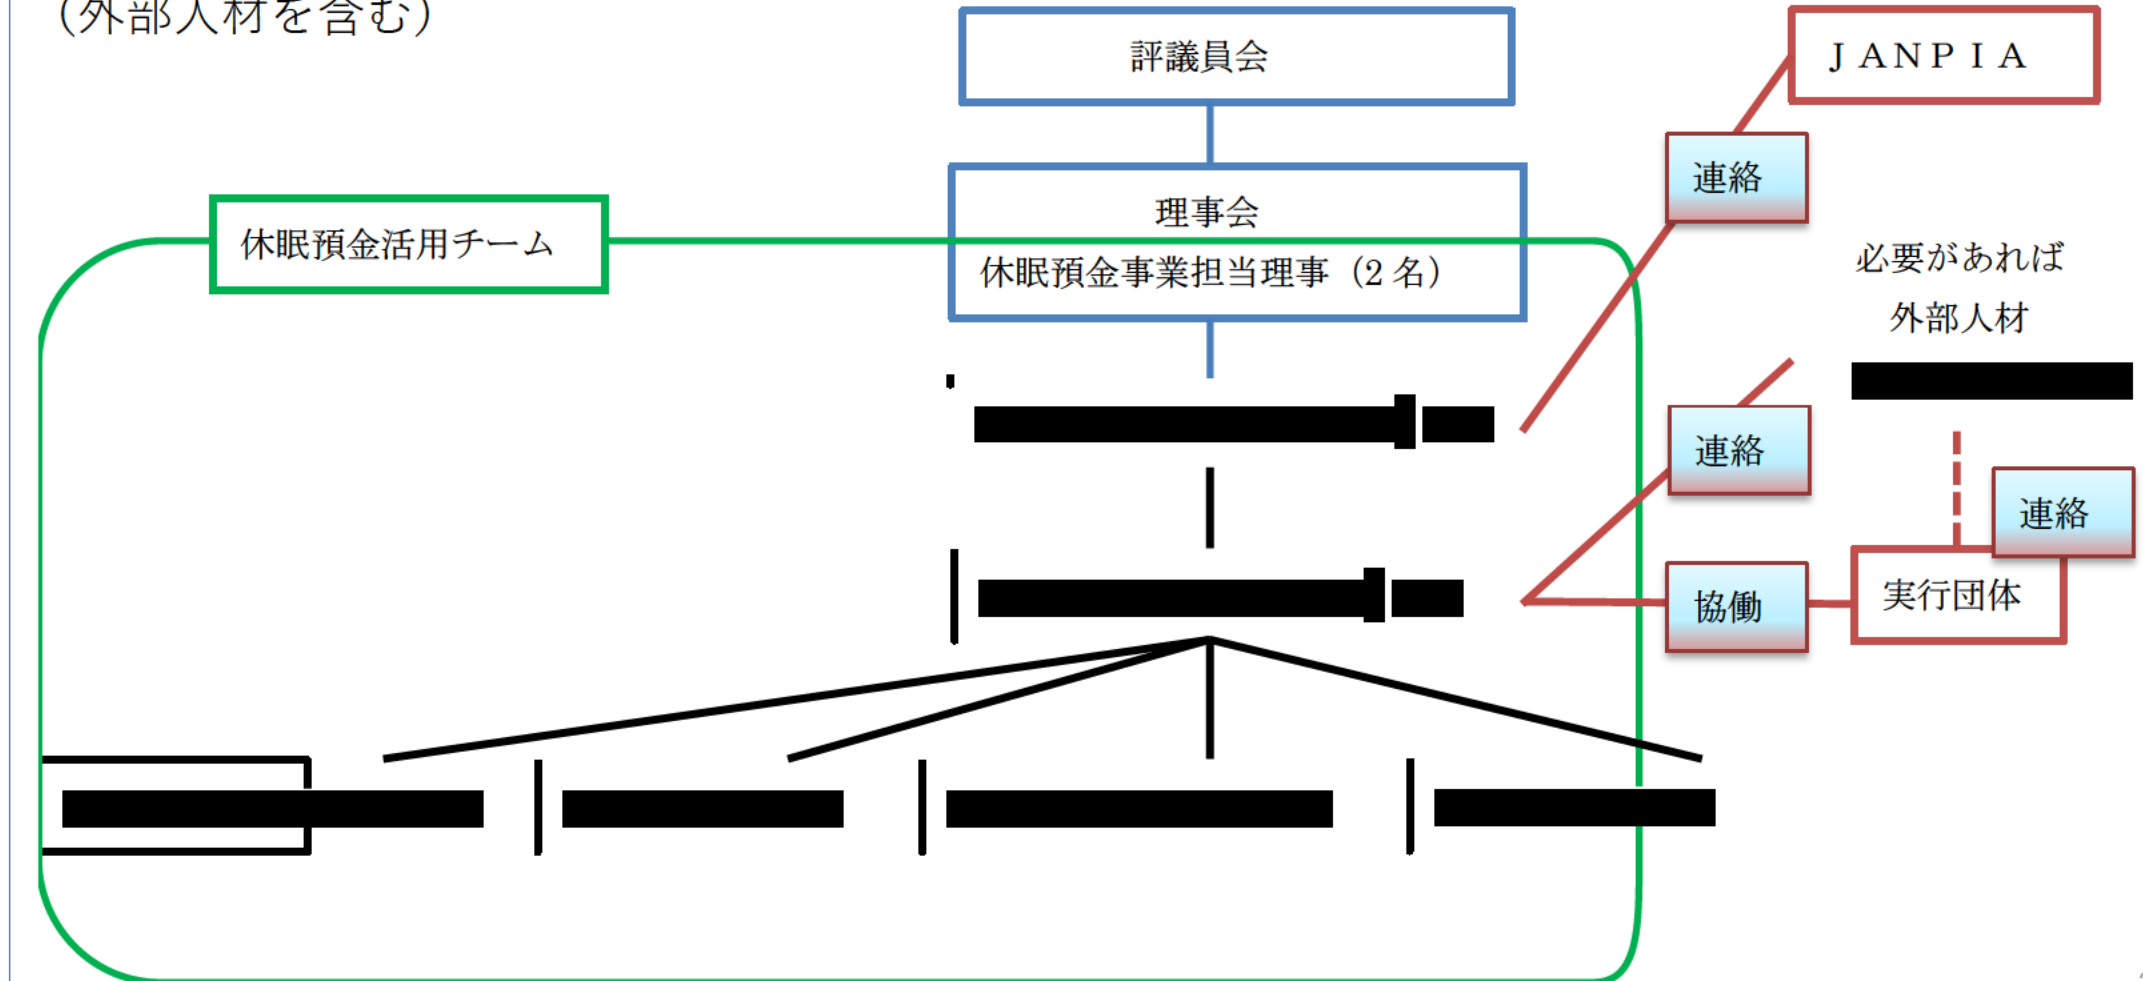 （外部人材を含む）
評議員会
ＪＡＮＰＩＡ
連絡
理事会
休眠預金活用チーム
休眠預金事業担当理事（2 名）
必要があれば
外部人材
連絡
連絡
協働
実行団体